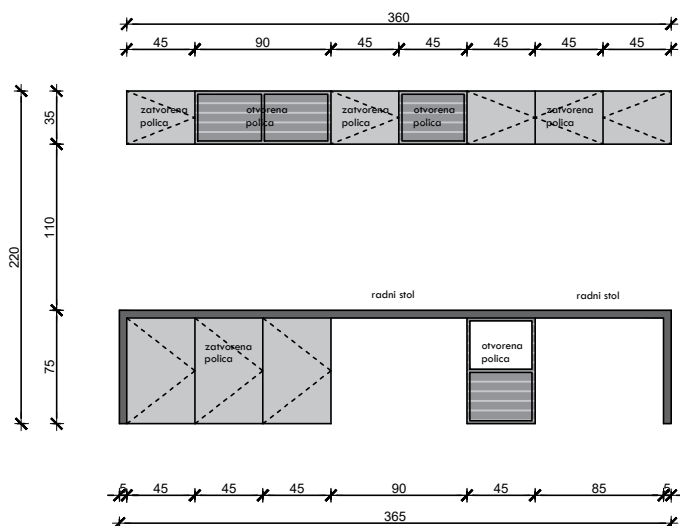 360
45 90 45 45 45 45 45
35
zatvorena
polica
otvorena
polica
zatvorena
polica
otvorena
polica
zatvorena
polica
220
110
radni stol
radni stol
75
zatvorena
polica
otvorena
polica
5 45 45 45 90 45 85 5
365